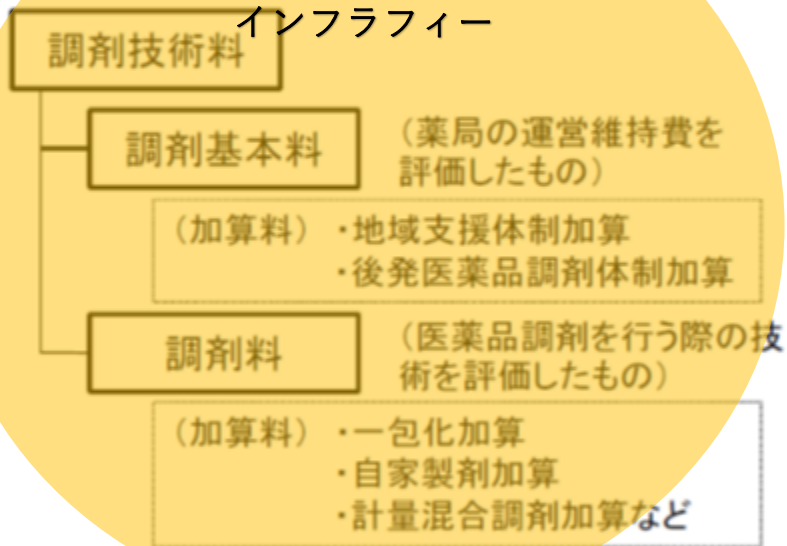 インフラフィー
調剤技術料
調剤基本料
（薬局の運営維持費を
評価したもの）
（加算料）・地域支援体制加算
・後発医薬品調剤体制加算
調剤料
（医薬品調剤を行う際の技
術を評価したもの）
（加算料）・一包化加算
・自家製剤加算
・計量混合調剤加算など